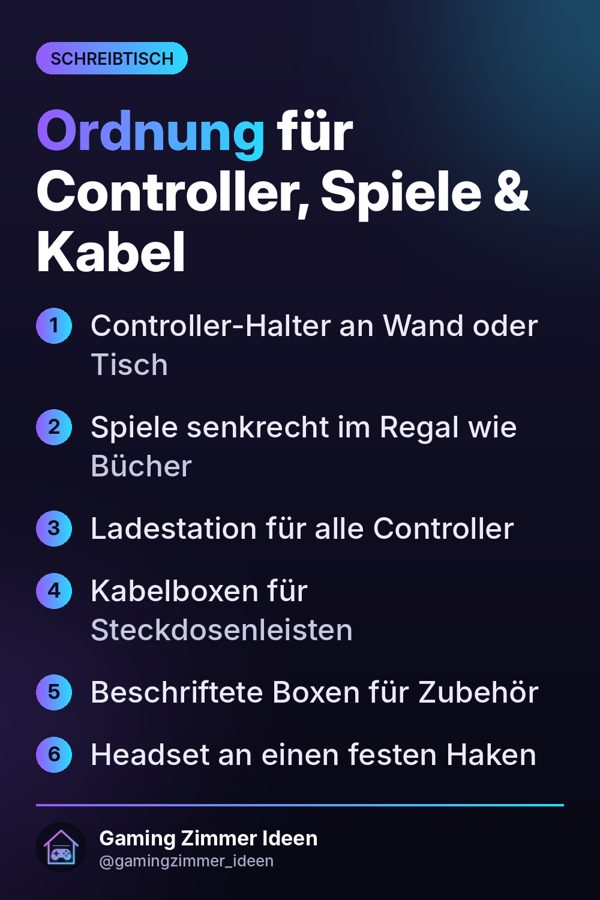 SCHREIBTISCH
Ordnung für
Controller, Spiele &
Kabel
1 Controller-Halter an Wand oder
Tisch
2 Spiele senkrecht im Regal wie
Bücher
3 Ladestation für alle Controller
4 Kabelboxen für
Steckdosenleisten
5 Beschriftete Boxen für Zubehör
6 Headset an einen festen Haken
Gaming Zimmer Ideen
@gamingzimmer_ideen